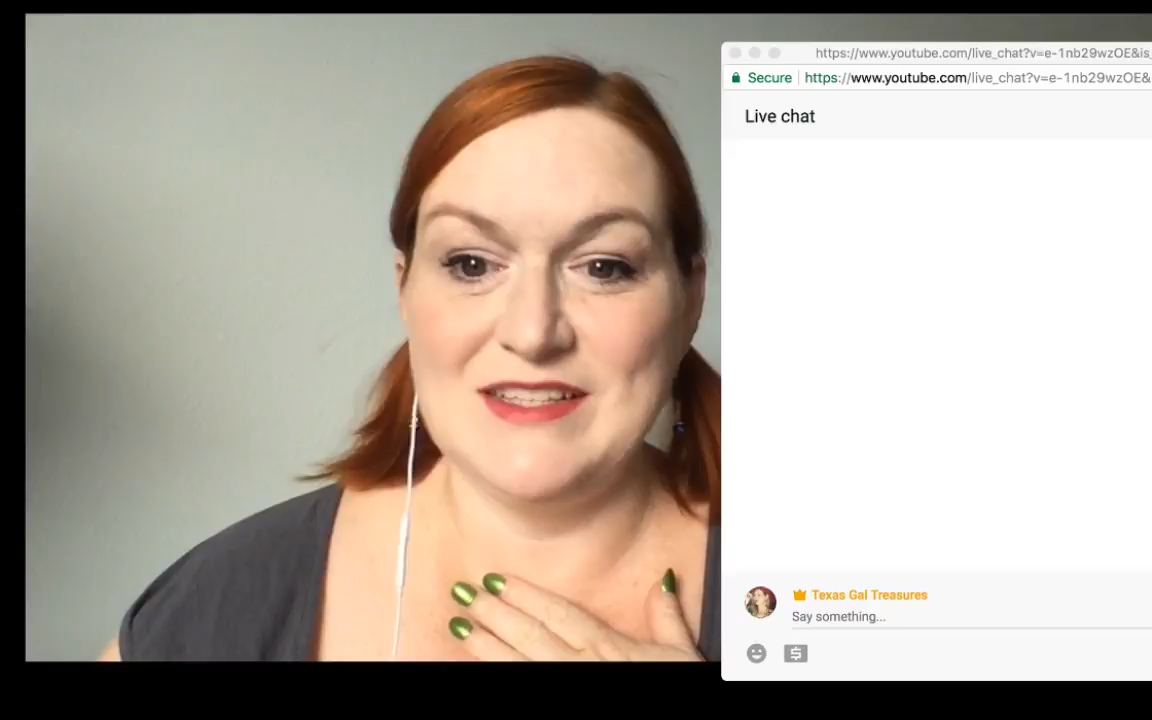 https://www.youtube.com/live_chat?v=e-1nb29wzOE&is_
Secure https://www.youtube.com/live_chat?v=e-1nb29wzOE&
Live chat
Texas Gal Treasures
Say something...